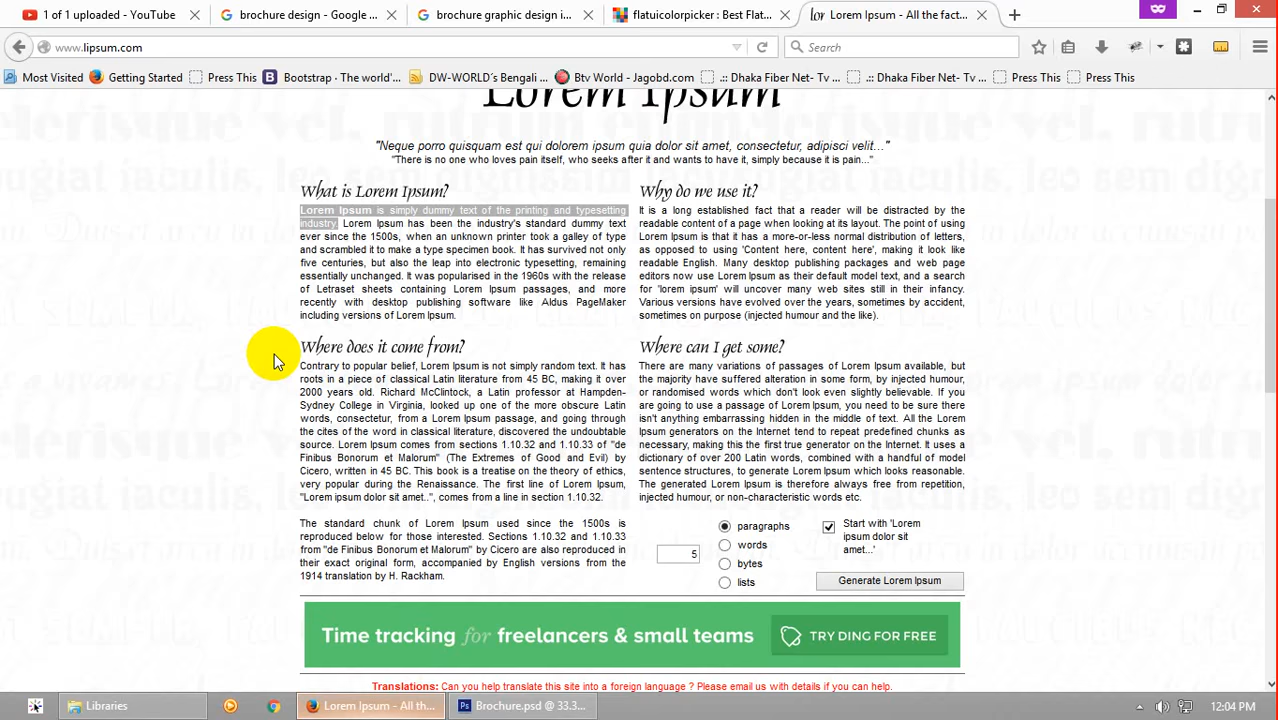 1 of 1 uploaded - YouTube
brochure design - Google ...
brochure graphic design i...
flatuicolorpicker : Best Flat...
Lorem Ipsum - All the fact...
www.lipsum.com
Search
Most Visited
Getting Started
Press This
Bootstrap · The world'...
DW-WORLD´s Bengali ...
Btv World - Jagobd.com
.:: Dhaka Fiber Net- Tv ...
.:: Dhaka Fiber Net- Tv ...
Press This
Press This
Lorem Ipsum
"Neque porro quisquam est qui dolorem ipsum quia dolor sit amet, consectetur, adipisci velit..."
"There is no one who loves pain itself, who seeks after it and wants to have it, simply because it is pain..."
What is Lorem Ipsum?
Lorem Ipsum is simply dummy text of the printing and typesetting
industry. Lorem Ipsum has been the industry's standard dummy text
ever since the 1500s, when an unknown printer took a galley of type
and scrambled it to make a type specimen book. It has survived not only
five centuries, but also the leap into electronic typesetting, remaining
essentially unchanged. It was popularised in the 1960s with the release
of Letraset sheets containing Lorem Ipsum passages, and more
recently with desktop publishing software like Aldus PageMaker
including versions of Lorem Ipsum.
Why do we use it?
It is a long established fact that a reader will be distracted by the
readable content of a page when looking at its layout. The point of using
Lorem Ipsum is that it has a more-or-less normal distribution of letters,
as opposed to using 'Content here, content here', making it look like
readable English. Many desktop publishing packages and web page
editors now use Lorem Ipsum as their default model text, and a search
for 'lorem ipsum' will uncover many web sites still in their infancy.
Various versions have evolved over the years, sometimes by accident,
sometimes on purpose (injected humour and the like).
Where does it come from?
Contrary to popular belief, Lorem Ipsum is not simply random text. It has
roots in a piece of classical Latin literature from 45 BC, making it over
2000 years old. Richard McClintock, a Latin professor at Hampden-
Sydney College in Virginia, looked up one of the more obscure Latin
words, consectetur, from a Lorem Ipsum passage, and going through
the cites of the word in classical literature, discovered the undoubtable
source. Lorem Ipsum comes from sections 1.10.32 and 1.10.33 of "de
Finibus Bonorum et Malorum" (The Extremes of Good and Evil) by
Cicero, written in 45 BC. This book is a treatise on the theory of ethics,
very popular during the Renaissance. The first line of Lorem Ipsum,
"Lorem ipsum dolor sit amet..", comes from a line in section 1.10.32.
The standard chunk of Lorem Ipsum used since the 1500s is
reproduced below for those interested. Sections 1.10.32 and 1.10.33
from "de Finibus Bonorum et Malorum" by Cicero are also reproduced in
their exact original form, accompanied by English versions from the
1914 translation by H. Rackham.
Where can I get some?
There are many variations of passages of Lorem Ipsum available, but
the majority have suffered alteration in some form, by injected humour,
or randomised words which don't look even slightly believable. If you
are going to use a passage of Lorem Ipsum, you need to be sure there
isn't anything embarrassing hidden in the middle of text. All the Lorem
Ipsum generators on the Internet tend to repeat predefined chunks as
necessary, making this the first true generator on the Internet. It uses a
dictionary of over 200 Latin words, combined with a handful of model
sentence structures, to generate Lorem Ipsum which looks reasonable.
The generated Lorem Ipsum is therefore always free from repetition,
injected humour, or non-characteristic words etc.
5
paragraphs
words
bytes
lists
Start with 'Lorem
ipsum dolor sit
amet...'
Generate Lorem Ipsum
Time tracking for freelancers & small teams
TRY DING FOR FREE
Translations: Can you help translate this site into a foreign language ? Please email us with details if you can help.
Libraries
Lorem Ipsum - All th...
Brochure.psd @ 33.3...
12:04 PM